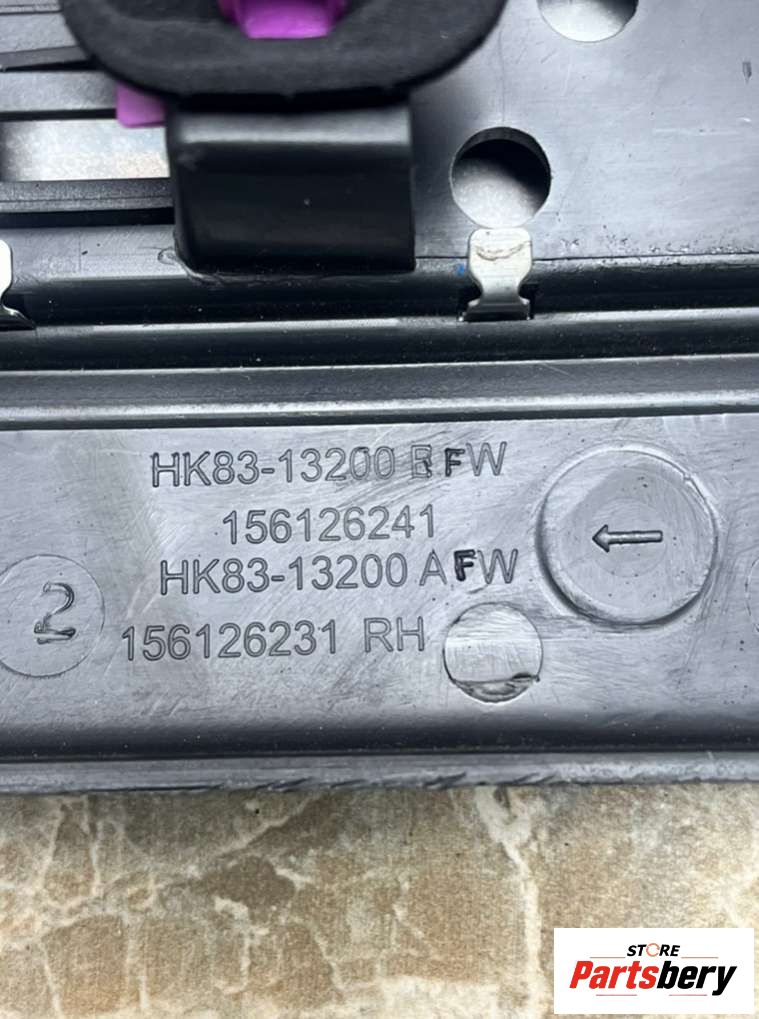 HK83-13200 BFW
156126241
HK83-13200 AFW
2
156126231 RH
STORE
Partsbery